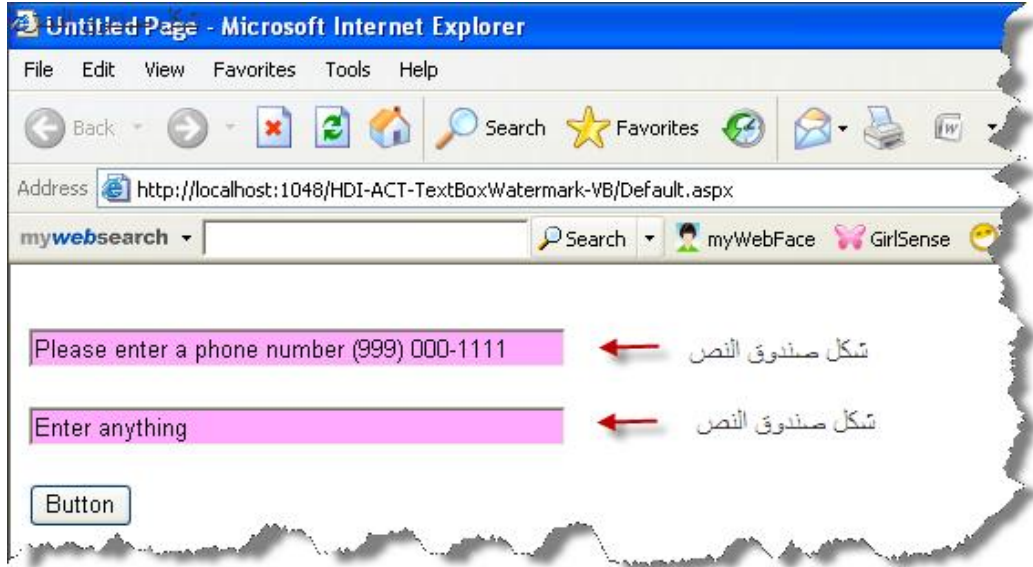 Untitled Page - Microsoft Internet Explorer
File Edit View Favorites Tools Help
Back Search Favorites W
Address http://localhost:1048/HDI-ACT-TextBoxWatermark-VB/Default.aspx
mywebsearch Search myWebFace GirlSense
Please enter a phone number (999) 000-1111 شكل صندوق النص
Enter anything شكل صندوق النص
Button